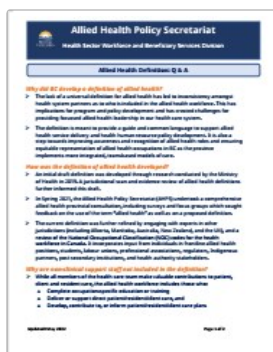 Allied Health Policy Secretariat
Health Sector Workforce and Beneficiary Services Division
Allied Health Definition: Q & A
Why did BC develop a definition of allied health?
➢ The lack of a universal definition for allied health has led to inconsistency amongst
health system partners as to who is included in the allied health workforce. This has
implications for program and policy development and has created challenges for
providing focused allied health leadership in our health care system.
➢ The definition is meant to provide a guide and common language to support allied
health service delivery and health human resource policy development. It is also a
step towards improving awareness and recognition of allied health roles and ensuring
equitable representation of allied health occupations in BC as the province
implements more integrated, team-based models of care.
How was the definition of allied health developed?
➢ An initial draft definition was developed through research conducted by the Ministry
of Health in 2019. A jurisdictional scan and evidence review of allied health definitions
further informed this draft.
➢ In Spring 2021, the Allied Health Policy Secretariat (AHPS) undertook a comprehensive
allied health provincial consultation, including surveys and focus groups which sought
feedback on the use of the term "allied health" as well as on a proposed definition.
➢ The current definition was further refined by engaging with experts in other
jurisdictions (including Alberta, Manitoba, Australia, New Zealand, and the UK), and a
review of the National Occupational Classification (NOC) codes for the health
workforce in Canada. It incorporates input from individuals in frontline allied health
positions, students, labour unions, professional associations, regulators, Indigenous
partners, post secondary institutions, and health authority stakeholders.
Why are non-clinical support staff not included in the definition?
➢ While all members of the health care team make valuable contributions to patient,
client and resident care, the allied health workforce includes those who:
Complete occupation-specific education or training
Deliver or support direct patient/resident/client care, and
Develop, contribute to, or inform patient/resident/client care plans
Page 1 of 2